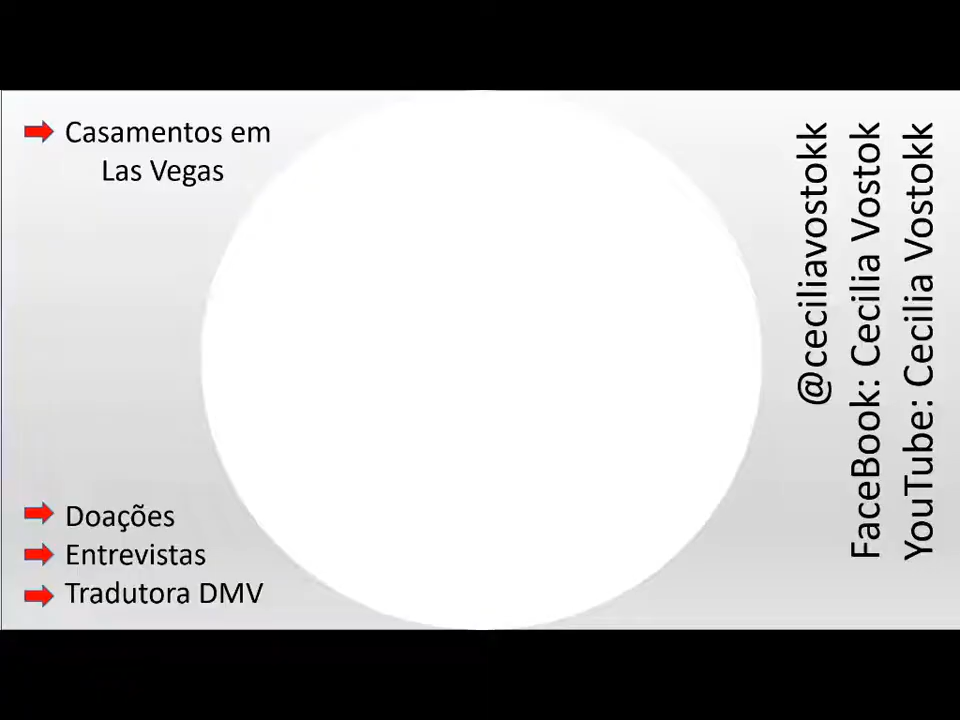 Casamentos em
Las Vegas
Doações
Entrevistas
Tradutora DMV
@ceciliavostokk
FaceBook: Cecilia Vostok
YouTube: Cecilia Vostokk